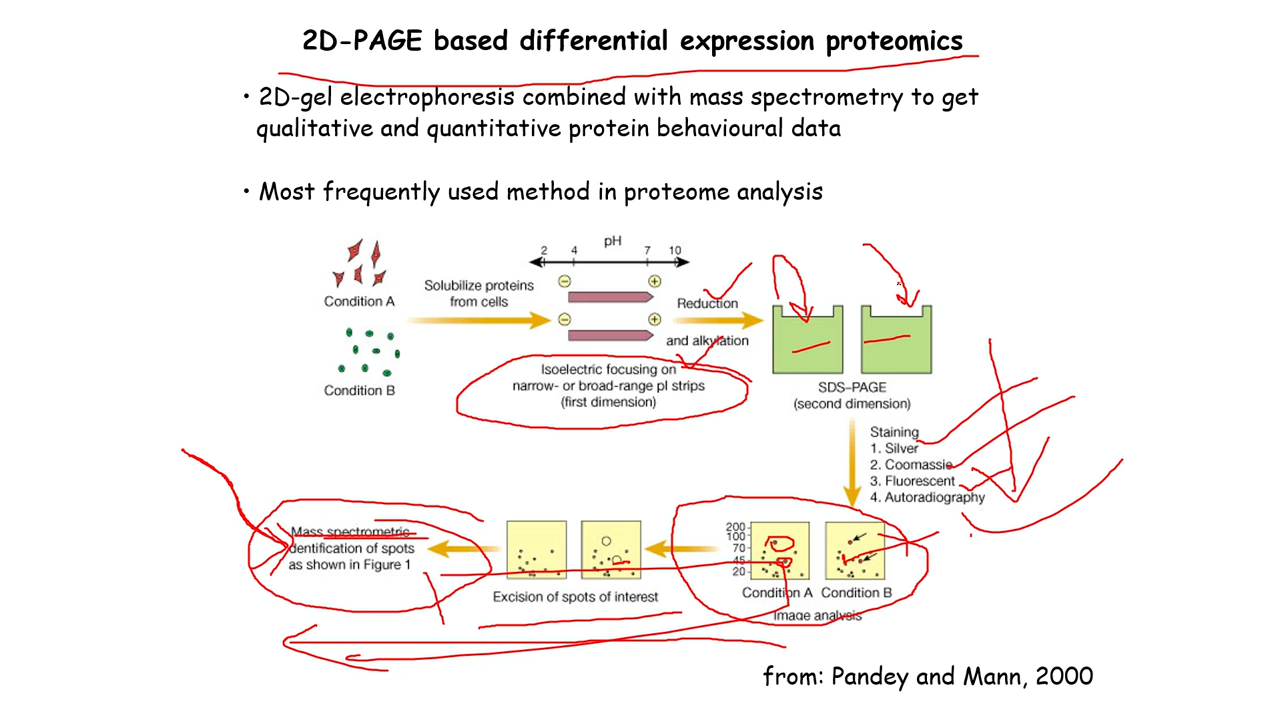 2D-PAGE based differential expression proteomics
• 2D-gel electrophoresis combined with mass spectrometry to get
qualitative and quantitative protein behavioural data
• Most frequently used method in proteome analysis
pH
2 4 7 10
Condition A
Solubilize proteins
from cells
− +
− +
Reduction
and alkylation
Condition B
Isoelectric focusing on
narrow- or broad-range pI strips
(first dimension)
SDS–PAGE
(second dimension)
Staining
1. Silver
2. Coomassie
3. Fluorescent
4. Autoradiography
Mass spectrometric
identification of spots
as shown in Figure 1
Excision of spots of interest
200
100
70
45
20
Condition A Condition B
Image analysis
from: Pandey and Mann, 2000